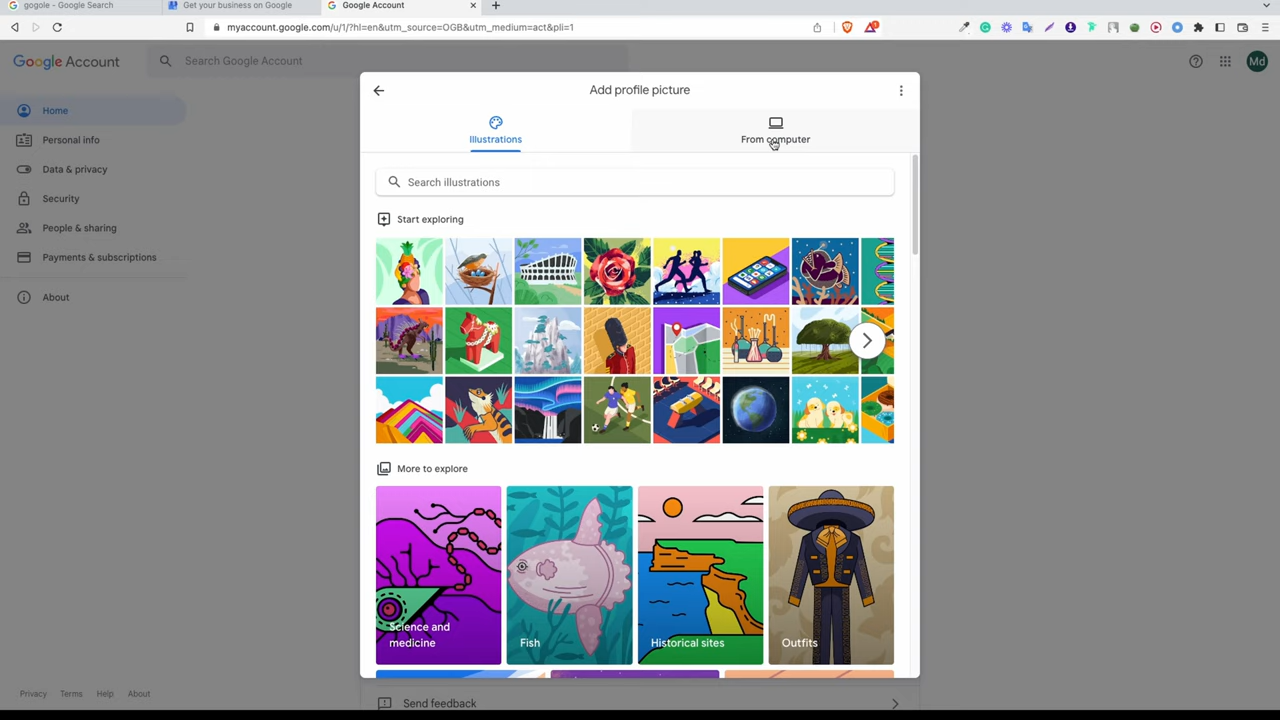 gogole - Google Search
Get your business on Google
Google Account
myaccount.google.com/u/1/?hl=en&utm_source=OGB&utm_medium=act&pli=1
Google Account
Search Google Account
Md
Home
Personal info
Data & privacy
Security
People & sharing
Payments & subscriptions
About
Add profile picture
Illustrations
From computer
Search illustrations
Start exploring
More to explore
Science and
medicine
Fish
Historical sites
Outfits
Send feedback
Privacy
Terms
Help
About